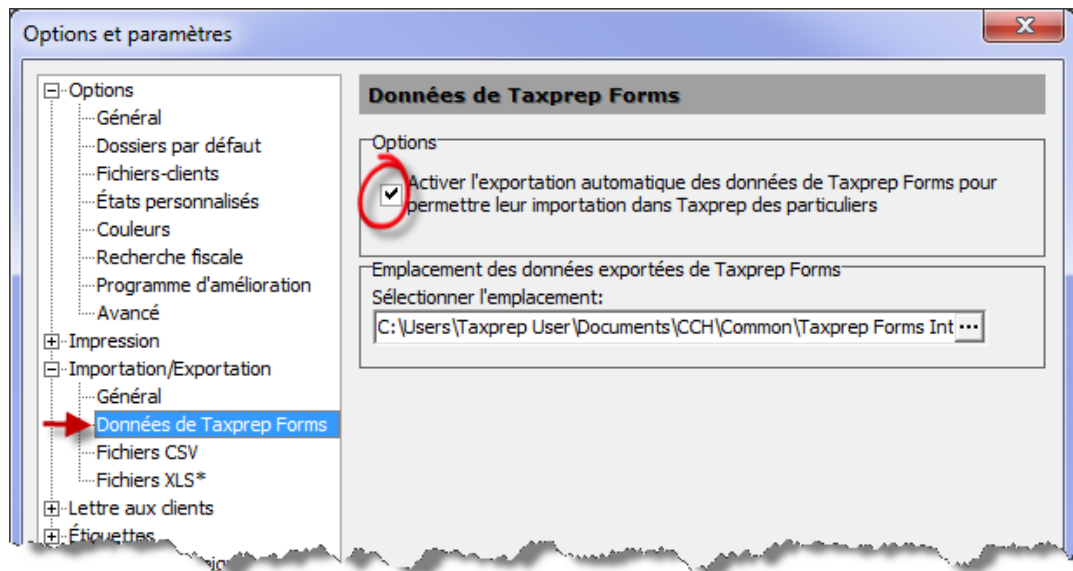 Options et paramètres
Options
Général
Dossiers par défaut
Fichiers-clients
États personnalisés
Couleurs
Recherche fiscale
Programme d'amélioration
Avancé
Impression
Importation/Exportation
Général
Données de Taxprep Forms
Fichiers CSV
Fichiers XLS*
Lettre aux clients
Étiquettes
Données de Taxprep Forms
Options
Activer l'exportation automatique des données de Taxprep Forms pour
permettre leur importation dans Taxprep des particuliers
Emplacement des données exportées de Taxprep Forms
Sélectionner l'emplacement:
C:\Users\Taxprep User\Documents\CCH\Common\Taxprep Forms Int ...